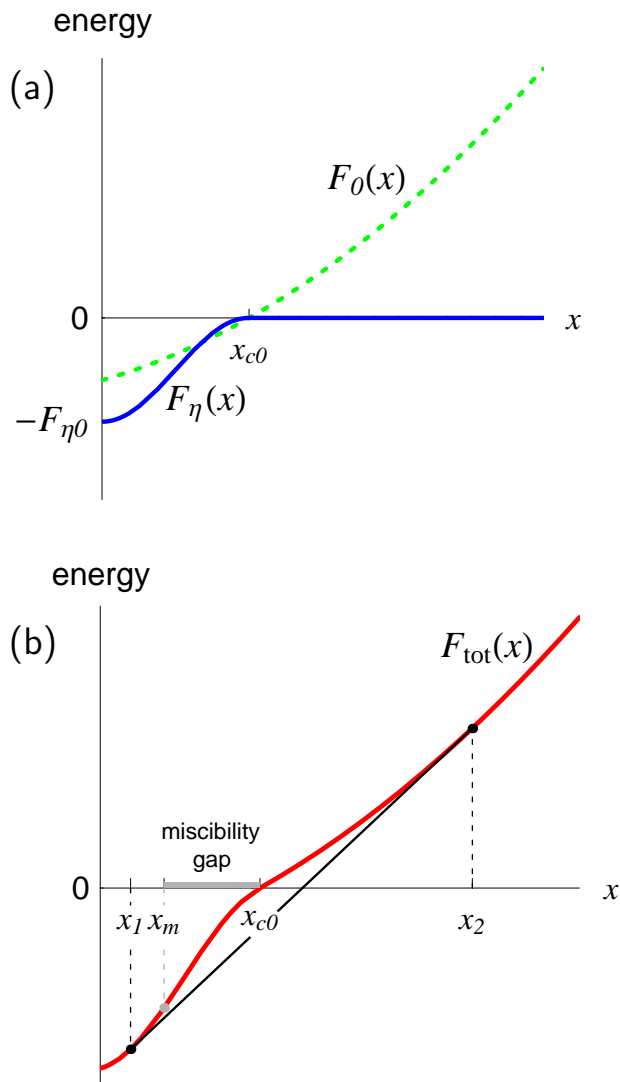 energy
(a)
F0(x)
0
x
xc0
Fη(x)
−Fη0
energy
(b)
Ftot(x)
miscibility
gap
0
x1 xm xc0 x2 x